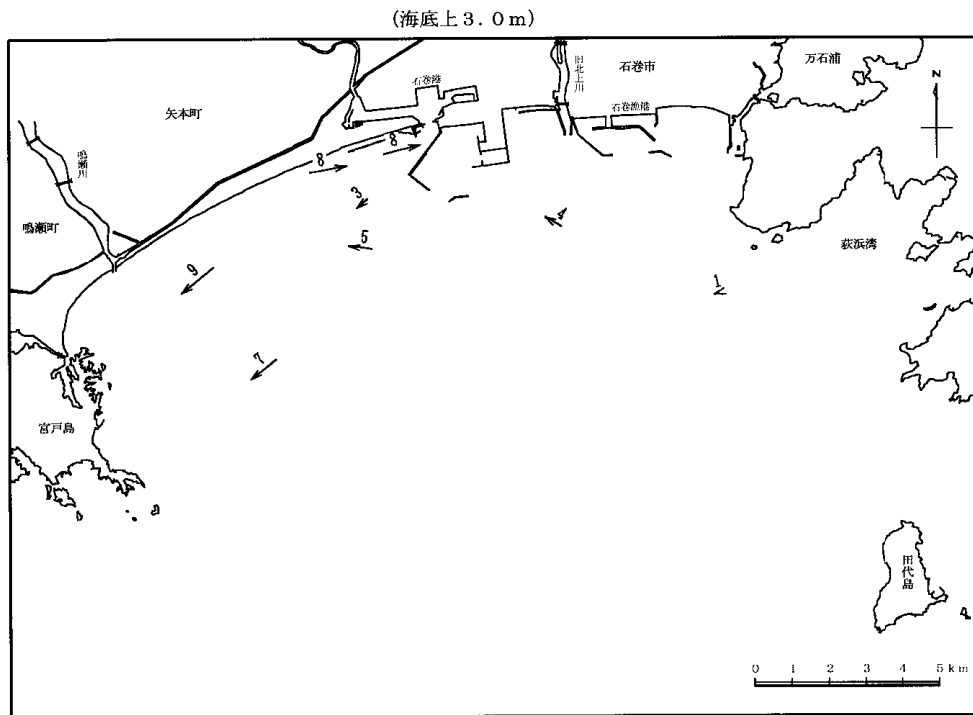 (海底上3.0m)
石巻港
旧北上川
石巻市
万石浦
矢本町
石巻漁港
N
8
8
鳴瀬川
3
4
鳴瀬町
5
荻浜湾
9
1
7
宮戸島
田代島
0 1 2 3 4 5km